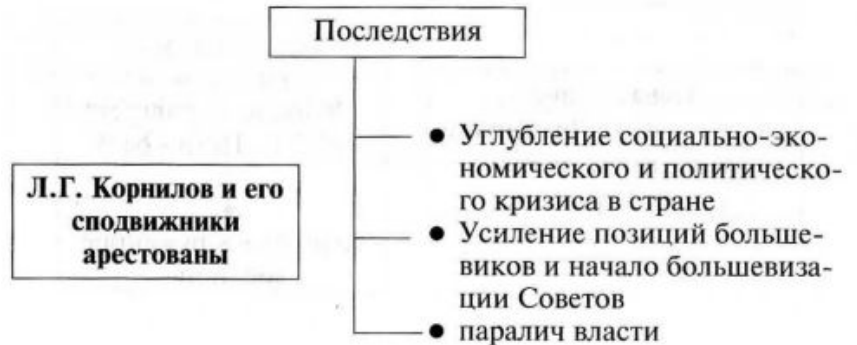 Последствия
Л.Г. Корнилов и его
сподвижники
арестованы
● Углубление социально-эко-
номического и политическо-
го кризиса в стране
● Усиление позиций больше-
виков и начало большевиза-
ции Советов
● паралич власти